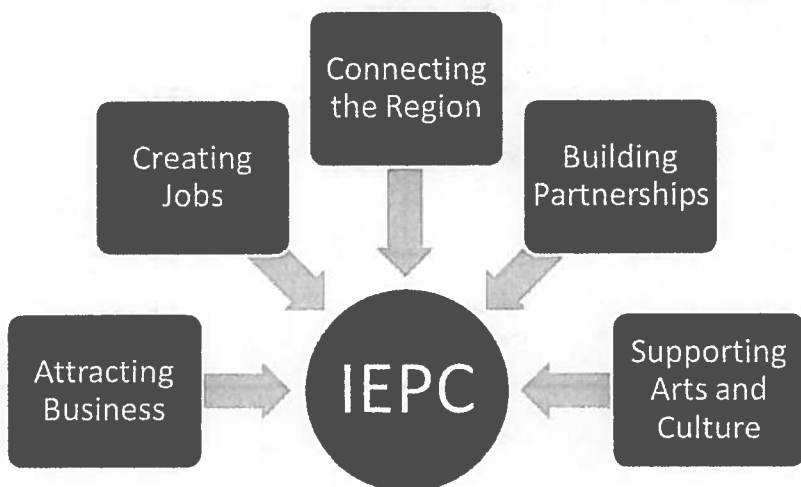 Connecting
the Region
Creating
Jobs
Building
Partnerships
Attracting
Business
IEPC
Supporting
Arts and
Culture